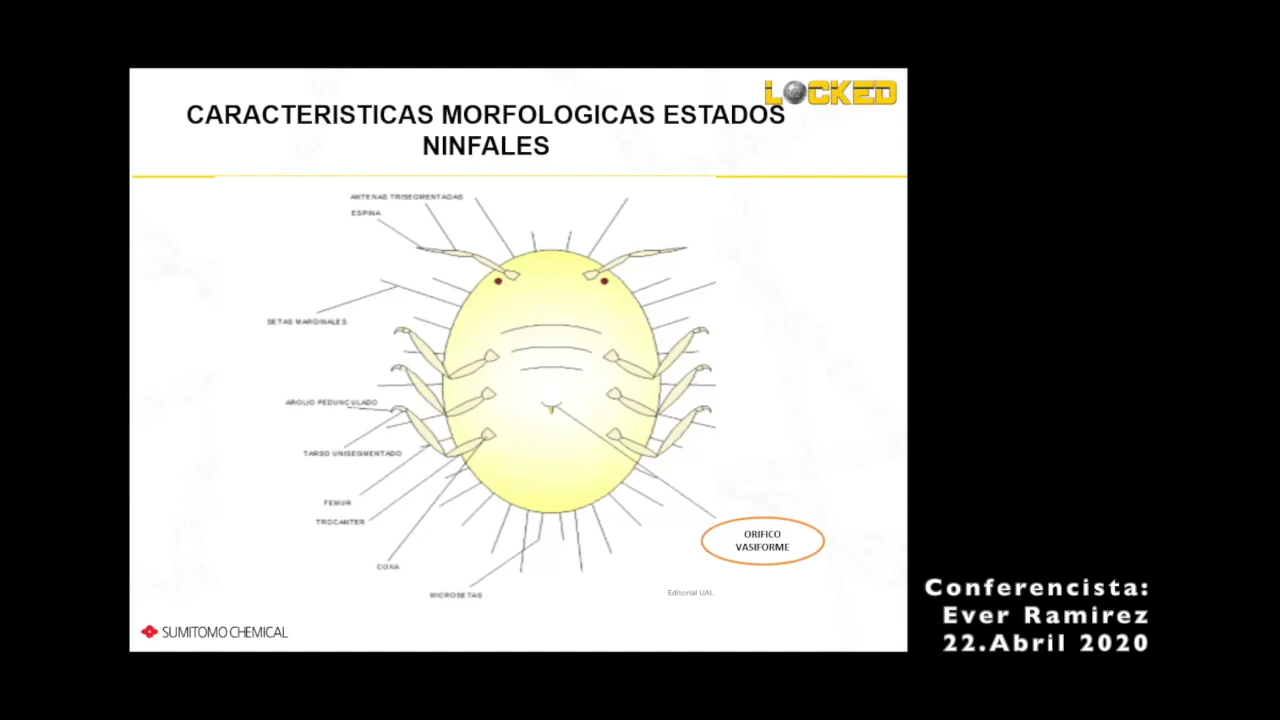 LOCKED
CARACTERISTICAS MORFOLOGICAS ESTADOS
NINFALES
ANTENAS TRISEGMENTADAS
ESPINA
SETAS MARGINALES
AROLIO PEDUNCULADO
TARSO UNISEGMENTADO
FEMUR
TROCANTER
COXA
MICROSETAS
ORIFICO
VASIFORME
Editorial UAL
SUMITOMO CHEMICAL
Conferencista:
Ever Ramirez
22.Abril 2020